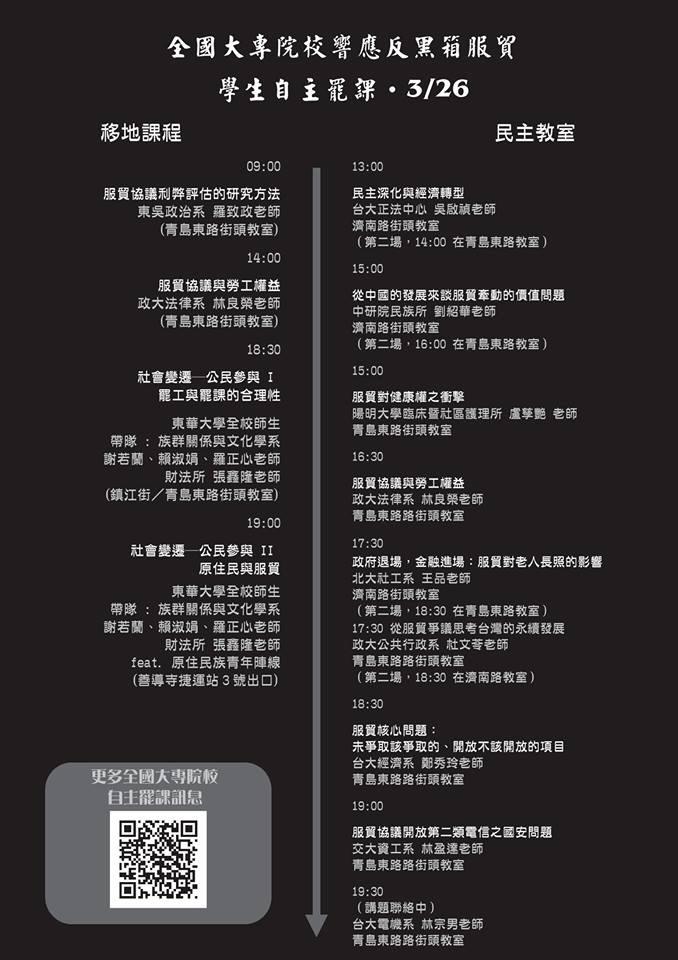 全國大專院校響應反黑箱服貿
學生自主罷課・3/26
移地課程
09:00
服貿協議利弊評估的研究方法
東吳政治系 羅致政老師
(青島東路街頭教室)
14:00
服貿協議與勞工權益
政大法律系 林良榮老師
(青島東路街頭教室)
18:30
社會變遷─公民參與 I
罷工與罷課的合理性
東華大學全校師生
帶隊 : 族群關係與文化學系
謝若蘭、賴淑娟、羅正心老師
財法所 張鑫隆老師
(鎮江街／青島東路街頭教室)
19:00
社會變遷─公民參與 II
原住民與服貿
東華大學全校師生
帶隊 : 族群關係與文化學系
謝若蘭、賴淑娟、羅正心老師
財法所 張鑫隆老師
feat. 原住民族青年陣線
(善導寺捷運站3號出口)
更多全國大專院校
自主罷課訊息
民主教室
13:00
民主深化與經濟轉型
台大正法中心 吳啟禎老師
濟南路街頭教室
（第二場，14:00 在青島東路教室）
15:00
從中國的發展來談服貿牽動的價值問題
中研院民族所 劉紹華老師
濟南路街頭教室
（第二場，16:00 在青島東路教室）
15:00
服貿對健康權之衝擊
陽明大學臨床暨社區護理所 盧孳艷 老師
青島東路街頭教室
16:30
服貿協議與勞工權益
政大法律系 林良榮老師
青島東路路街頭教室
17:30
政府退場，金融進場：服貿對老人長照的影響
北大社工系 王品老師
濟南路街頭教室
（第二場，18:30 在青島東路教室）
17:30 從服貿爭議思考台灣的永續發展
政大公共行政系 杜文苓老師
青島東路路街頭教室
（第二場，18:30 在濟南路教室）
18:30
服貿核心問題：
未爭取該爭取的、開放不該開放的項目
台大經濟系 鄭秀玲老師
青島東路街頭教室
19:00
服貿協議開放第二類電信之國安問題
交大資工系 林盈達老師
青島東路路街頭教室
19:30
（講題聯絡中）
台大電機系 林宗男老師
青島東路路街頭教室